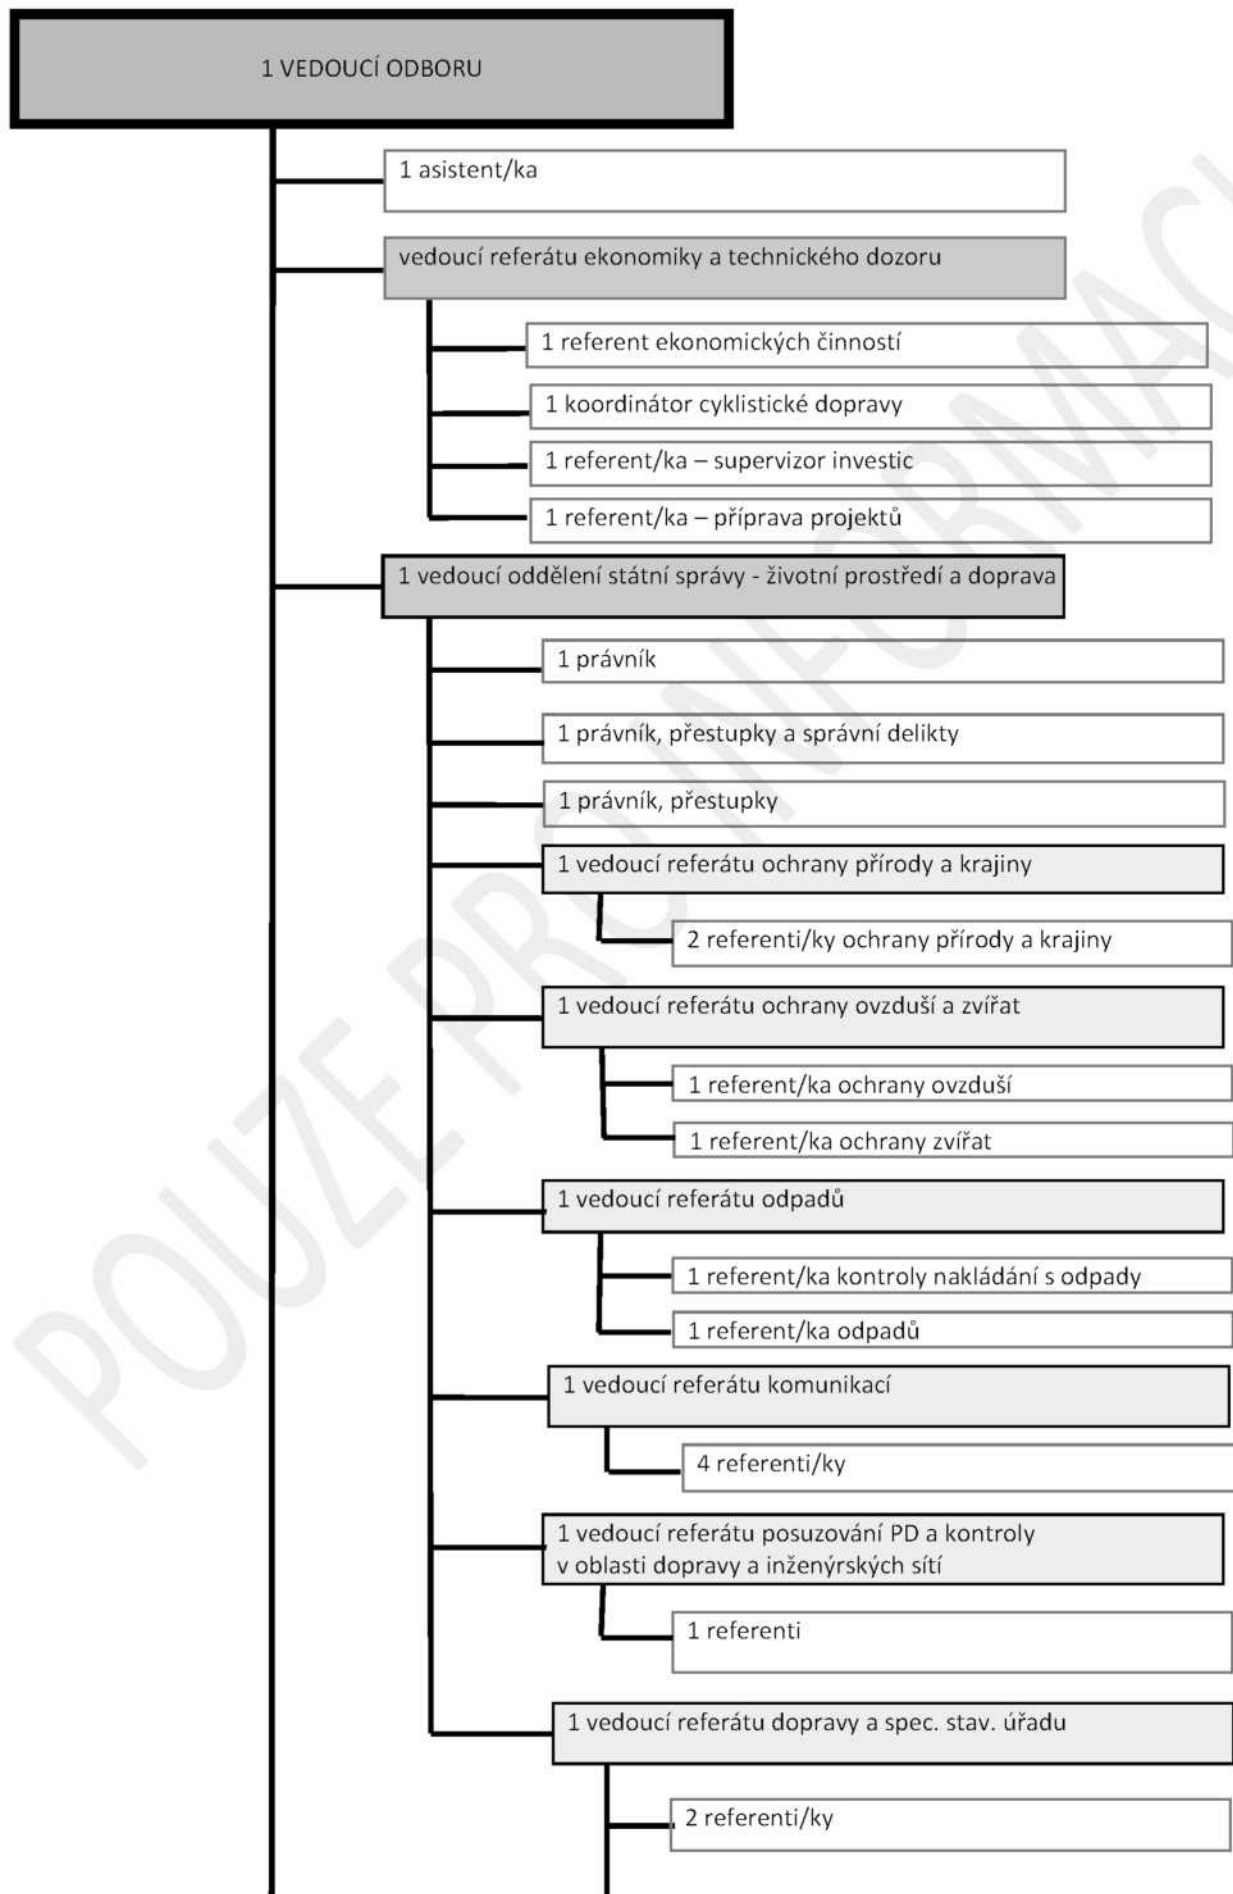 1 VEDOUCÍ ODBORU
1 asistent/ka
vedoucí referátu ekonomiky a technického dozoru
1 referent ekonomických činností
1 koordinátor cyklistické dopravy
1 referent/ka – supervizor investic
1 referent/ka – příprava projektů
1 vedoucí oddělení státní správy - životní prostředí a doprava
1 právník
1 právník, přestupky a správní delikty
1 právník, přestupky
1 vedoucí referátu ochrany přírody a krajiny
2 referenti/ky ochrany přírody a krajiny
1 vedoucí referátu ochrany ovzduší a zvířat
1 referent/ka ochrany ovzduší
1 referent/ka ochrany zvířat
1 vedoucí referátu odpadů
1 referent/ka kontroly nakládání s odpady
1 referent/ka odpadů
1 vedoucí referátu komunikací
4 referenti/ky
1 vedoucí referátu posuzování PD a kontroly
v oblasti dopravy a inženýrských sítí
1 referenti
1 vedoucí referátu dopravy a spec. stav. úřadu
2 referenti/ky
POUZE PRO INFORMAC